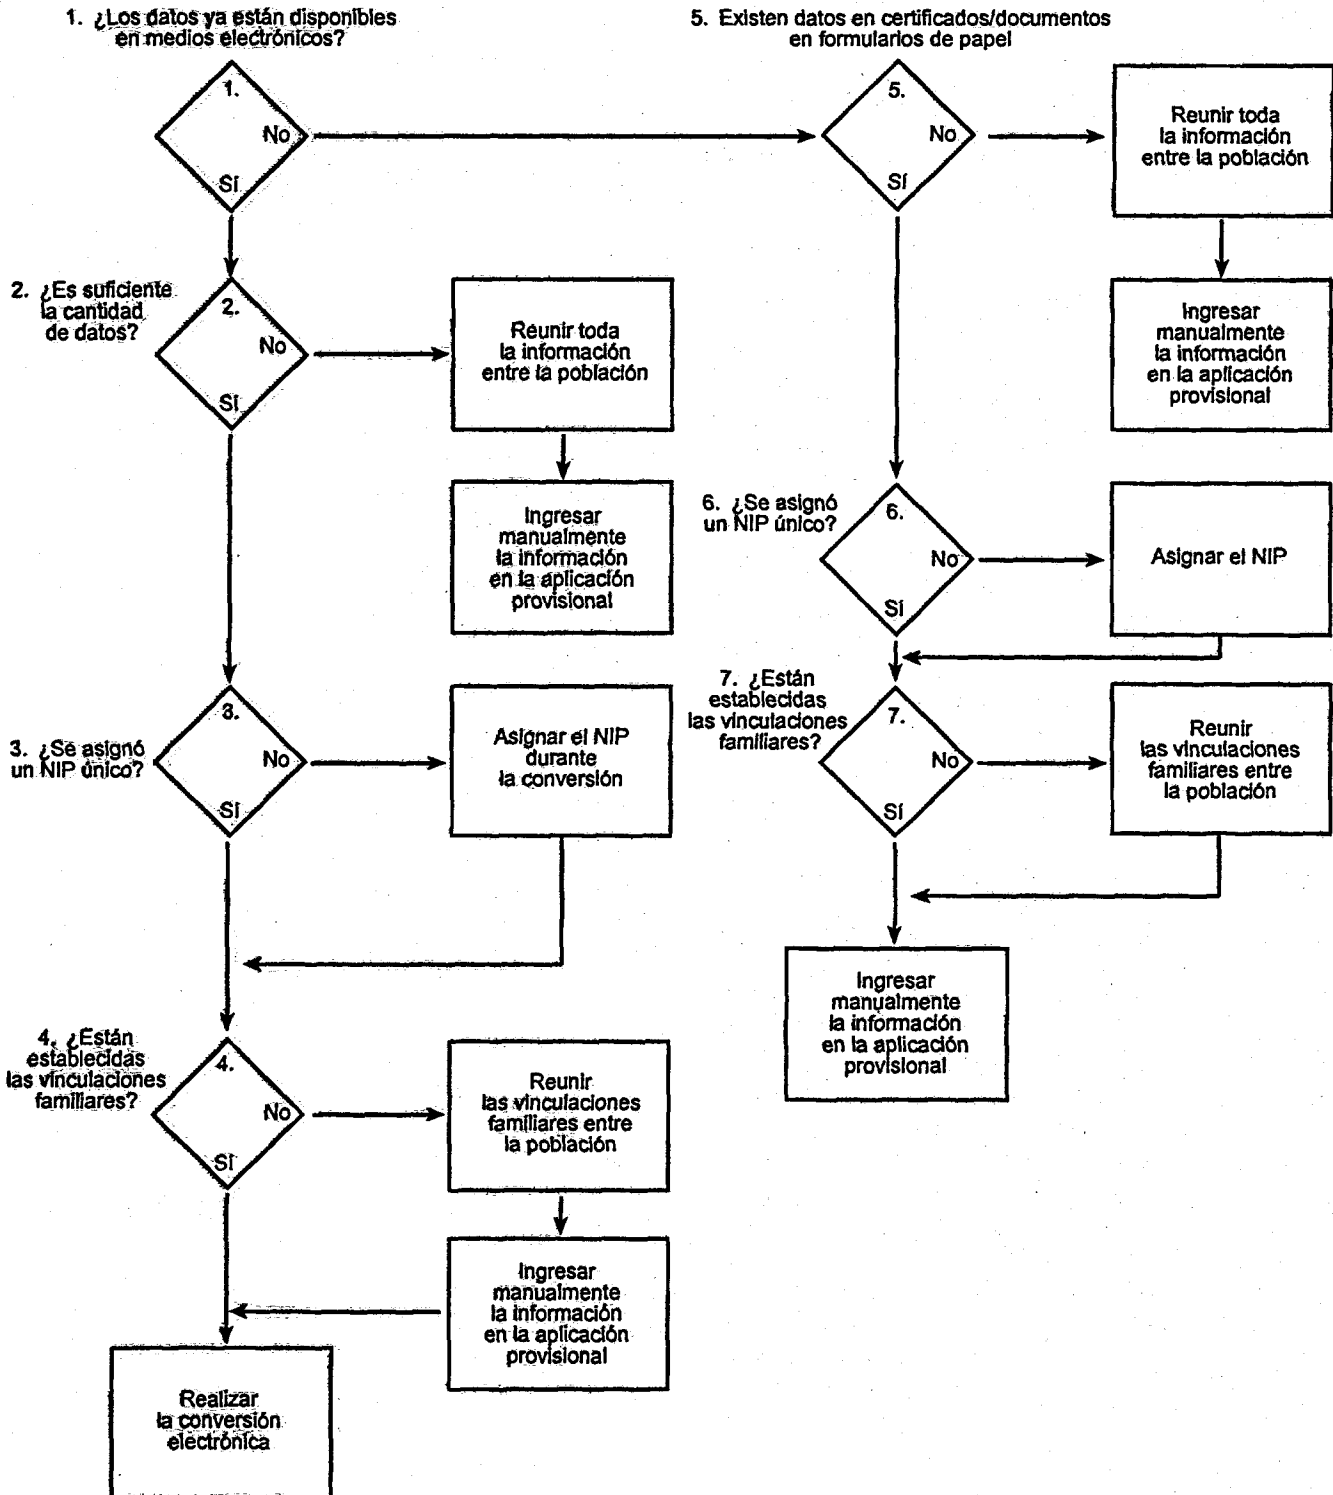 1. ¿Los datos ya están disponibles
en medios electrónicos?
1.
No
Sí
2. ¿Es suficiente
la cantidad
de datos?
2.
No
Sí
Reunir toda
la información
entre la población
Ingresar
manualmente
la información
en la aplicación
provisional
3. ¿Se asignó
un NIP único?
3.
No
Sí
Asignar el NIP
durante
la conversión
4. ¿Están
establecidas
las vinculaciones
familiares?
4.
No
Sí
Reunir
las vinculaciones
familiares entre
la población
Ingresar
manualmente
la información
en la aplicación
provisional
Realizar
la conversión
electrónica
5. Existen datos en certificados/documentos
en formularios de papel
5.
No
Sí
Reunir toda
la información
entre la población
Ingresar
manualmente
la información
en la aplicación
provisional
6. ¿Se asignó
un NIP único?
6.
No
Sí
Asignar el NIP
7. ¿Están
establecidas
las vinculaciones
familiares?
7.
No
Sí
Reunir
las vinculaciones
familiares entre
la población
Ingresar
manualmente
la información
en la aplicación
provisional